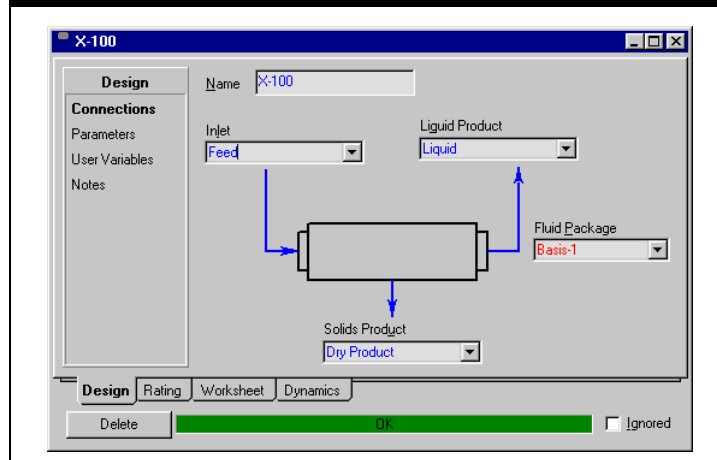 X-100
Design
Connections
Parameters
User Variables
Notes
Name X-100
Inlet
Feed
Liquid Product
Liquid
Fluid Package
Basis-1
Solids Product
Dry Product
Design Rating Worksheet Dynamics
Delete OK Ignored